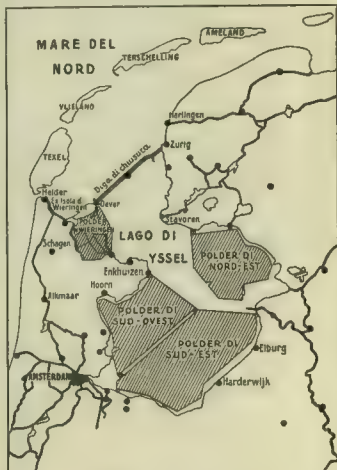 MARE DEL
NORD
AMELAND
TERSCHELLING
VLIELAND
TEXEL
Harlingen
Zurig
Diga di chiusura
Helder
Ex Isola di
Wieringen
Oever
POLDER
WIERINGEN
Stavoren
LAGO DI
YSSEL
Schagen
Enkhuizen
POLDER DI
NORD-EST
Hoorn
Alkmaar
POLDER DI
SUD-OVEST
POLDER DI
SUD-EST
Elburg
Harderwijk
AMSTERDAM